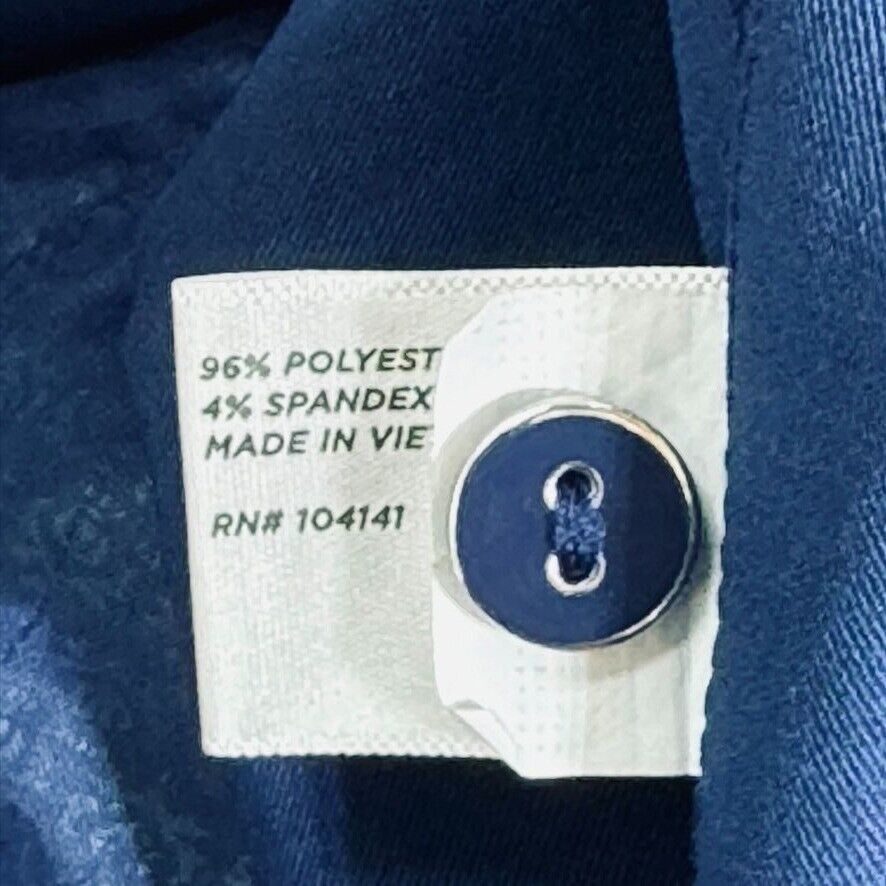 96% POLYEST
4% SPANDEX
MADE IN VIE
RN# 104141